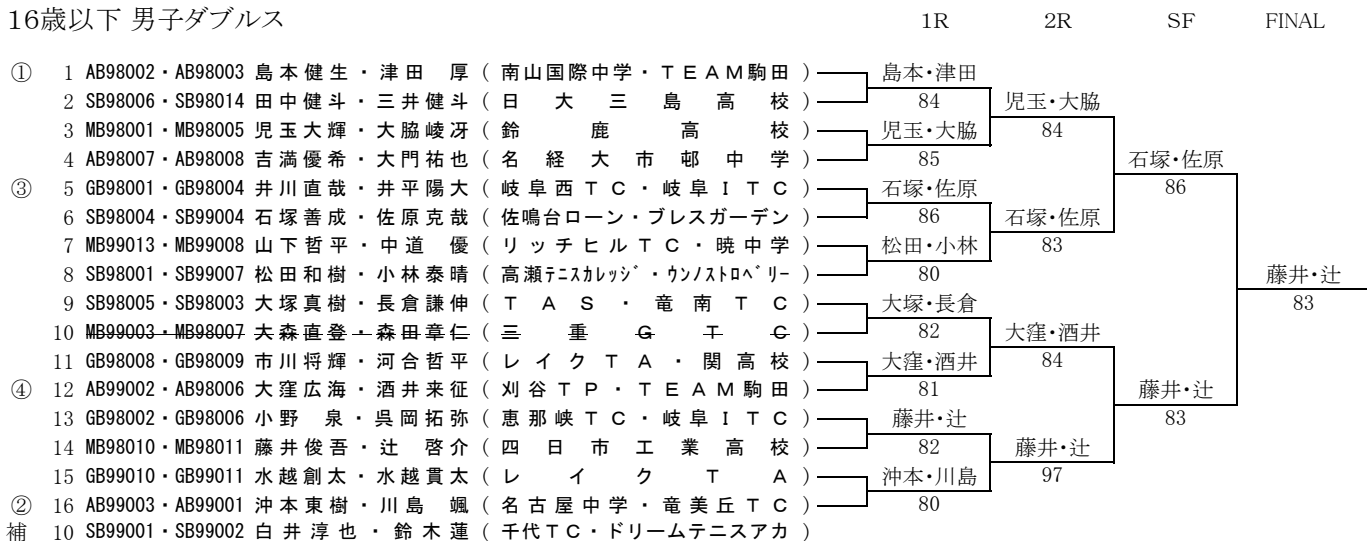 16歳以下 男子ダブルス 1R 2R SF FINAL
① 1 AB98002・AB98003 島本健生・津田 厚 ( 南山国際中学・TEAM駒田 ) 島本・津田
2 SB98006・SB98014 田中健斗・三井健斗 ( 日大三島高校 ) 84 児玉・大脇
3 MB98001・MB98005 児玉大輝・大脇崚冴 ( 鈴鹿高校 ) 児玉・大脇 84
4 AB98007・AB98008 吉満優希・大門祐也 ( 名経大市邨中学 ) 85 石塚・佐原
③ 5 GB98001・GB98004 井川直哉・井平陽大 ( 岐阜西TC・岐阜ITC ) 石塚・佐原 86
6 SB98004・SB99004 石塚善成・佐原克哉 ( 佐鳴台ローン・ブレスガーデン ) 86 石塚・佐原
7 MB99013・MB99008 山下哲平・中道 優 ( リッチヒルTC・暁中学 ) 松田・小林 83
8 SB98001・SB99007 松田和樹・小林泰晴 ( 高瀬テニスカレッジ・ウンノストロベリー 80 藤井・辻
9 SB98005・SB98003 大塚真樹・長倉謙伸 ( TAS・竜南TC ) 大塚・長倉 83
10 MB99003・MB98007 大森直登・森田章仁 ( 三重GTC ) 82 大窪・酒井
11 GB98008・GB98009 市川将輝・河合哲平 ( レイクTA・関高校 ) 大窪・酒井 84
④ 12 AB99002・AB98006 大窪広海・酒井来征 ( 刈谷TP・TEAM駒田 ) 81 藤井・辻
13 GB98002・GB98006 小野 泉・呉岡拓弥 ( 恵那峡TC・岐阜ITC ) 藤井・辻 83
14 MB98010・MB98011 藤井俊吾・辻 啓介 ( 四日市工業高校 ) 82 藤井・辻
15 GB99010・GB99011 水越創太・水越貫太 ( レイクTA ) 沖本・川島 97
② 16 AB99003・AB99001 沖本東樹・川島 颯 ( 名古屋中学・竜美丘TC ) 80
補 10 SB99001・SB99002 白井淳也・鈴木蓮 ( 千代TC・ドリームテニスアカ )